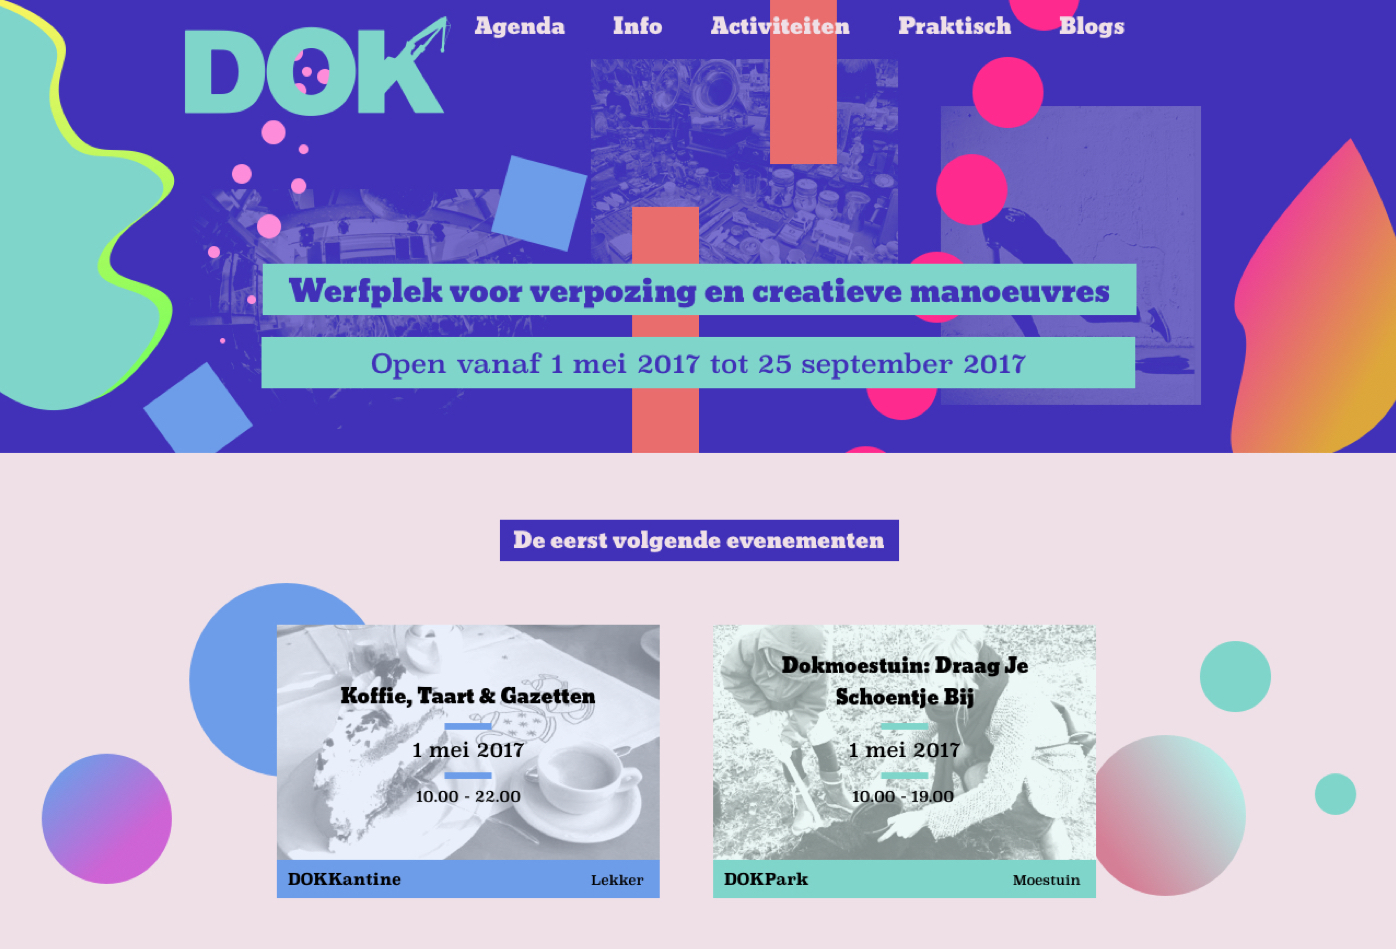 DOK
Agenda Info Activiteiten Praktisch Blogs
Werfplek voor verpozing en creatieve manoeuvres
Open vanaf 1 mei 2017 tot 25 september 2017
De eerst volgende evenementen
Koffie, Taart & Gazetten
1 mei 2017
10.00 - 22.00
DOKKantine Lekker
Dokmoestuin: Draag Je
Schoentje Bij
1 mei 2017
10.00 - 19.00
DOKPark Moestuin